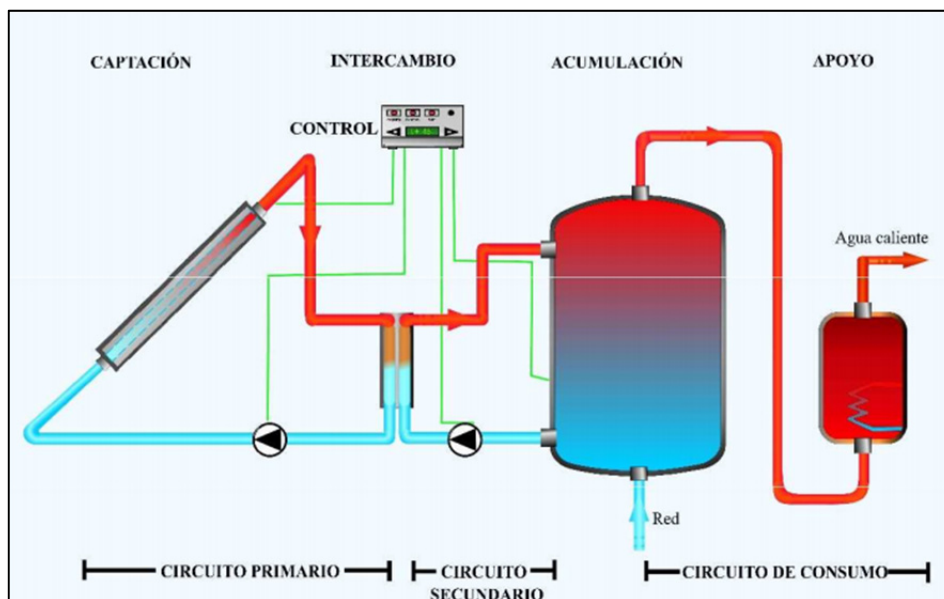 CAPTACIÓN
INTERCAMBIO
ACUMULACIÓN
APOYO
CONTROL
Agua caliente
Red
CIRCUITO PRIMARIO
CIRCUITO
SECUNDARIO
CIRCUITO DE CONSUMO